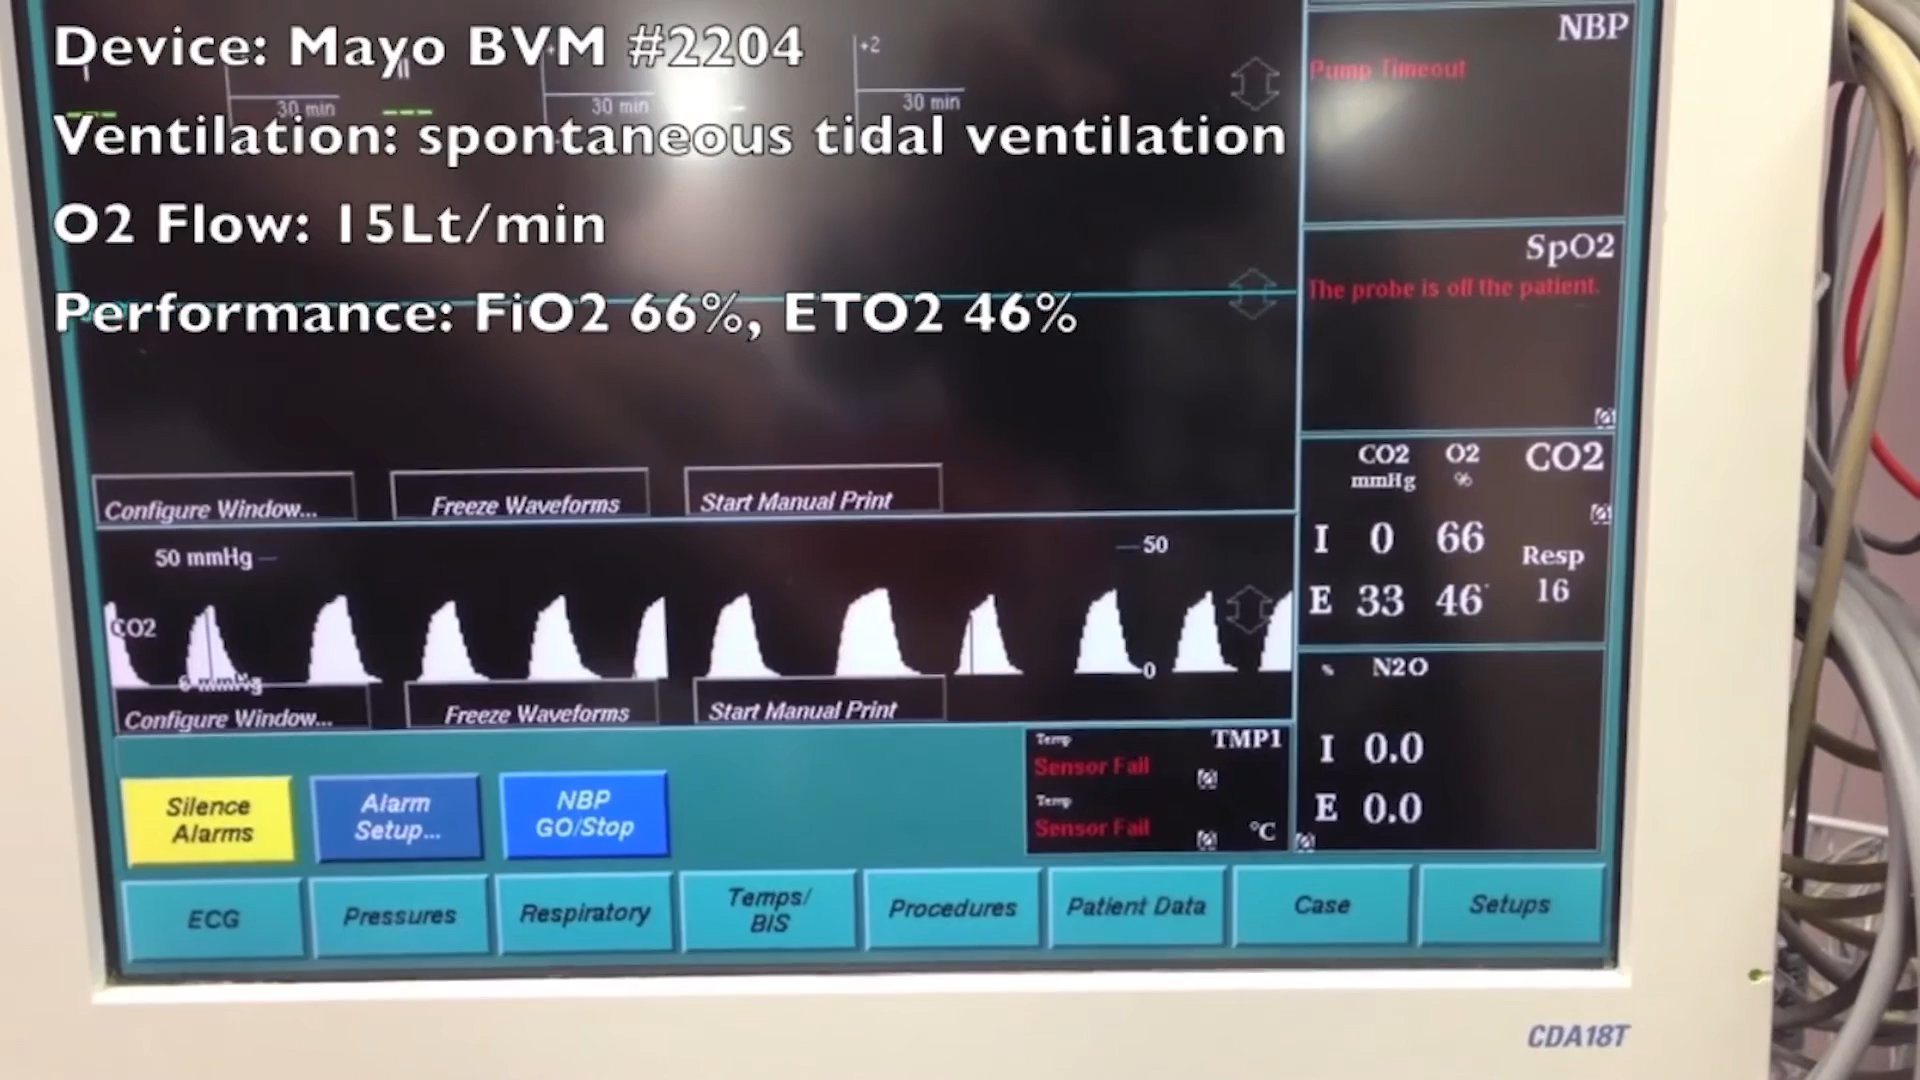 Device: Mayo BVM #2204
+2
30 min
30 min
30 min
Ventilation: spontaneous tidal ventilation
O2 Flow: 15Lt/min
Performance: FiO2 66%, ETO2 46%
NBP
Pump Timeout
SpO2
The probe is off the patient.
Configure Window...
Freeze Waveforms
Start Manual Print
CO2 O2 CO2
mmHg %
I 0 66
Resp
E 33 46 16
50 mmHg
50
CO2
0 mmHg
0
Configure Window...
Freeze Waveforms
Start Manual Print
% N2O
I 0.0
E 0.0
Temp TMP1
Sensor Fail
Temp
Sensor Fail °C
Silence
Alarms
Alarm
Setup...
NBP
GO/Stop
ECG
Pressures
Respiratory
Temps/
BIS
Procedures
Patient Data
Case
Setups
CDA18T